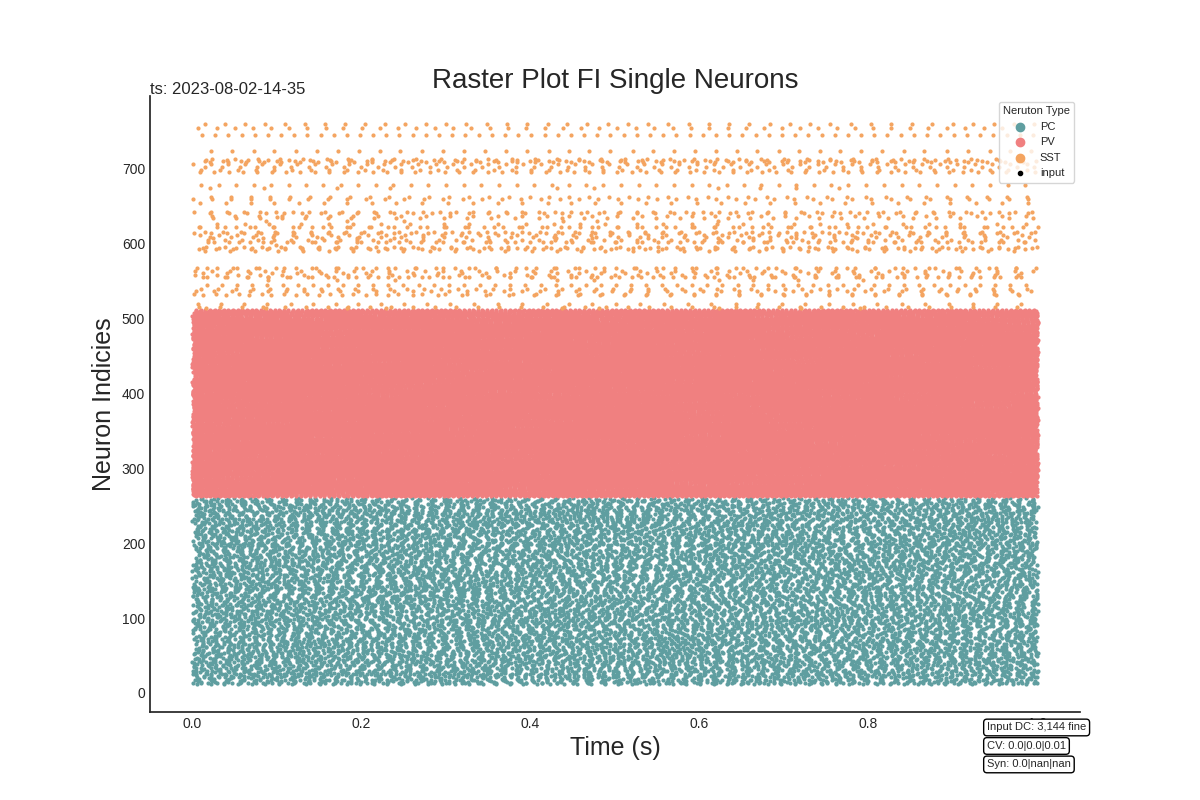 Raster Plot FI Single Neurons
ts: 2023-08-02-14-35
Neruton Type
PC
PV
SST
input
Neuron Indicies
700
600
500
400
300
200
100
0
0.0 0.2 0.4 0.6 0.8
Time (s)
Input DC: 3,144 fine
CV: 0.0|0.0|0.01
Syn: 0.0|nan|nan